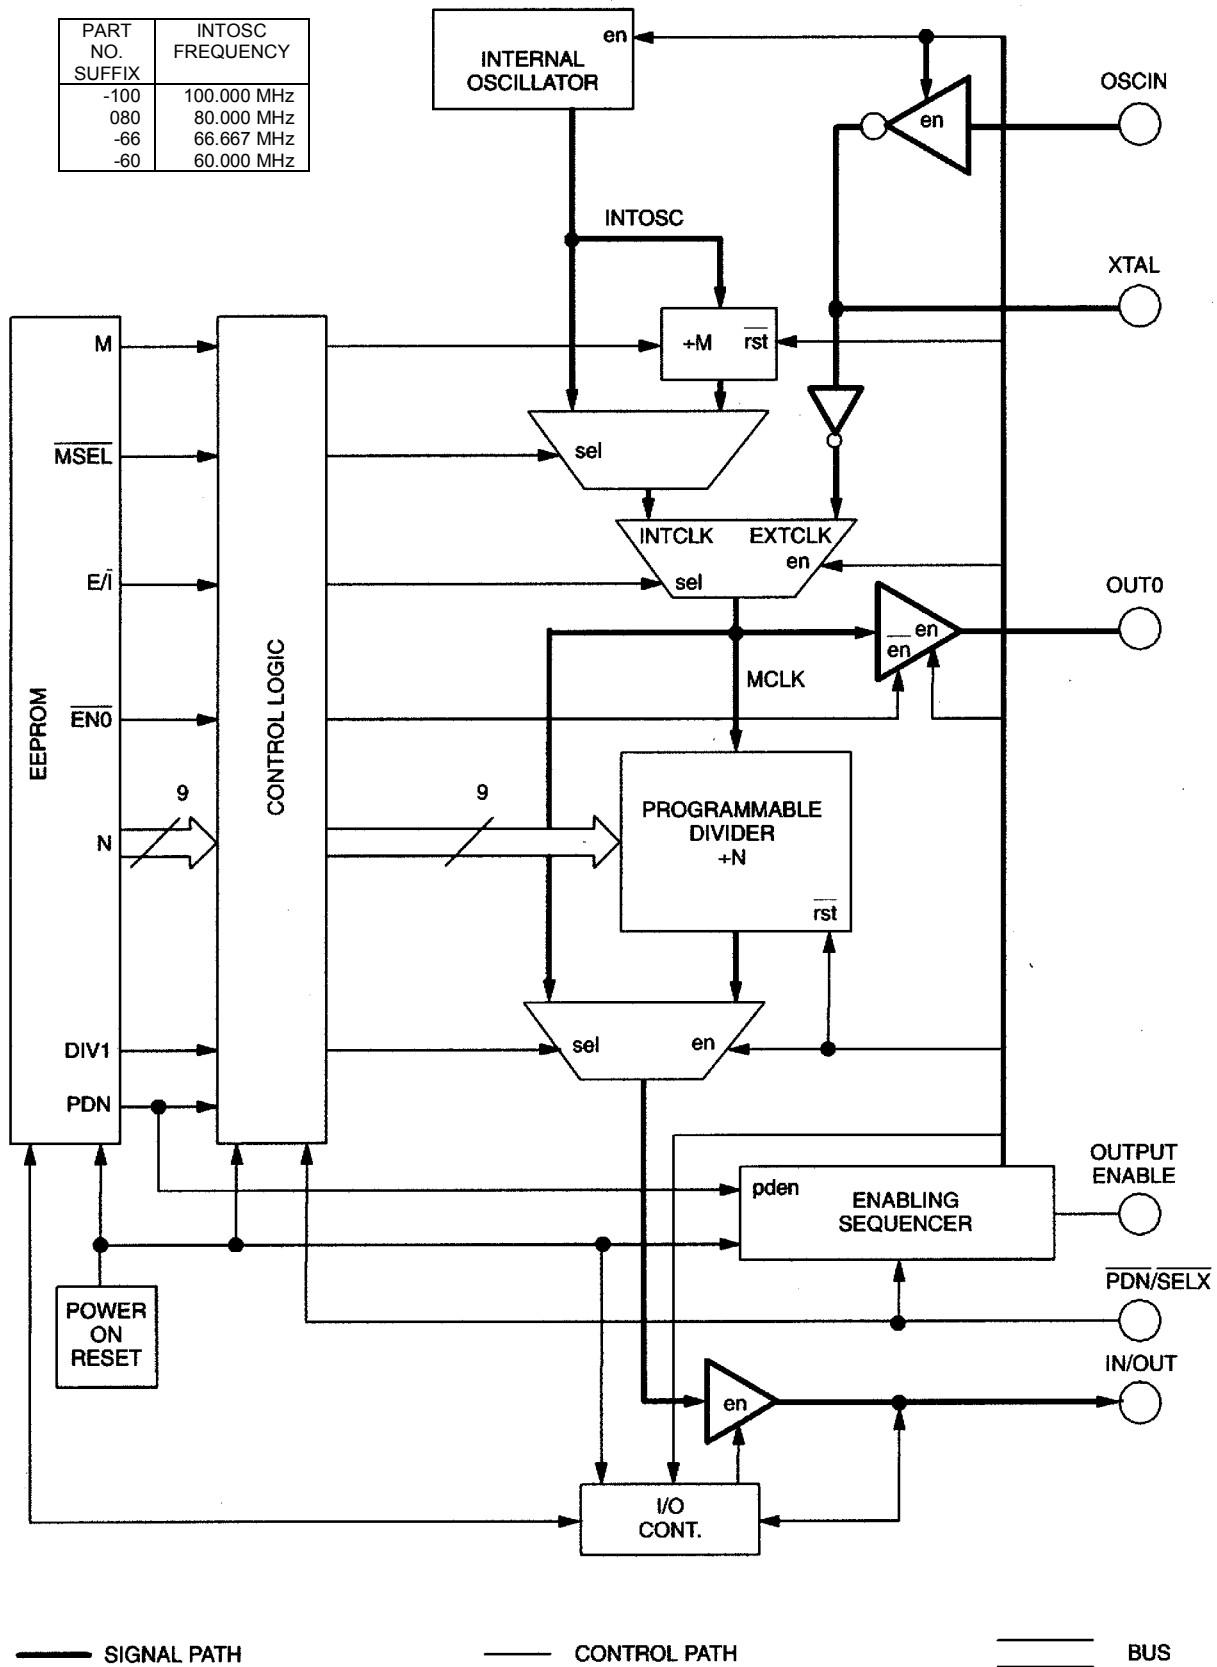 PART
NO.
SUFFIX
INTOSC
FREQUENCY
-100 100.000 MHz
080 80.000 MHz
-66 66.667 MHz
-60 60.000 MHz
en
INTERNAL
OSCILLATOR
OSCIN
en
INTOSC
XTAL
M
÷M rst
MSEL
sel
INTCLK EXTCLK
en
E/I
sel
OUT0
en
en
MCLK
EEPROM
CONTROL LOGIC
EN0
9
9
N
PROGRAMMABLE
DIVIDER
÷N
rst
DIV1
sel
en
PDN
OUTPUT
ENABLE
pden
ENABLING
SEQUENCER
PDN/SELX
POWER
ON
RESET
IN/OUT
en
I/O
CONT.
SIGNAL PATH
CONTROL PATH
BUS